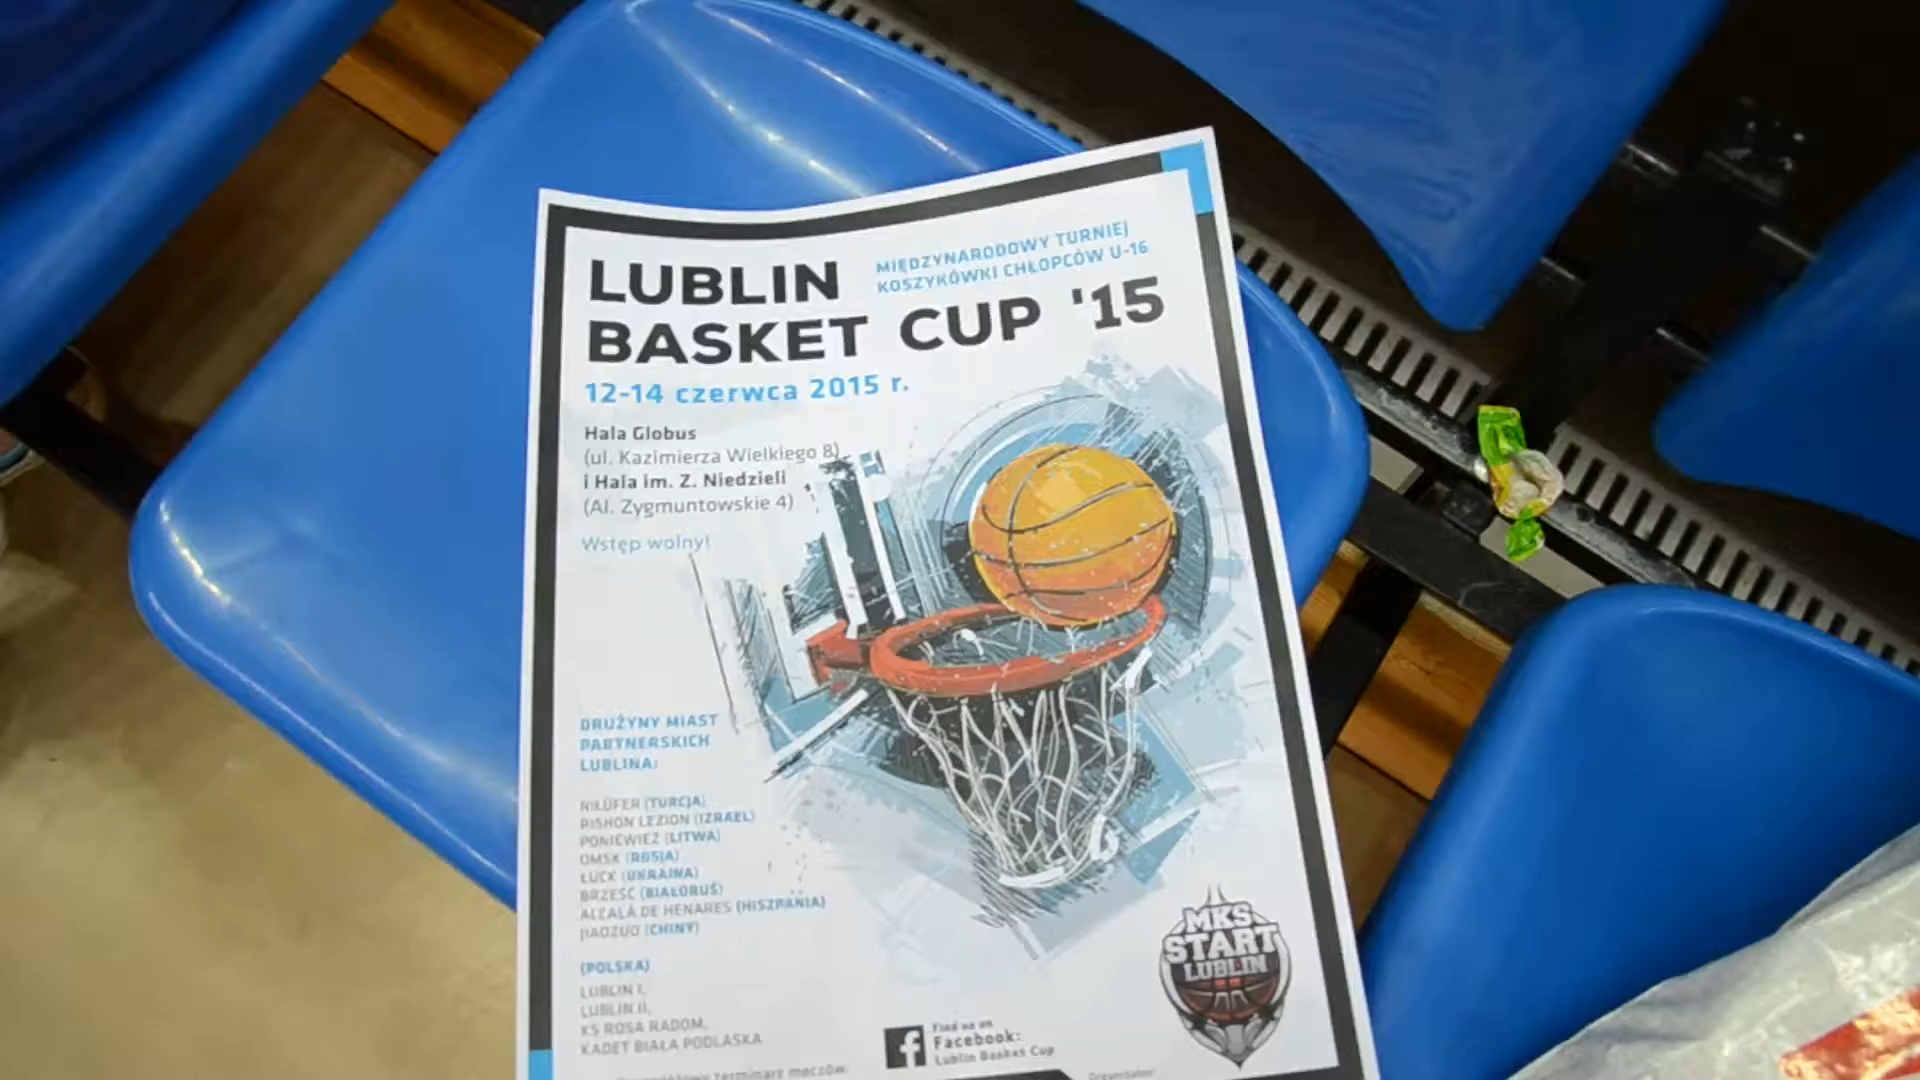 LUBLIN
MIĘDZYNARODOWY TURNIEJ
KOSZYKÓWKI CHŁOPCÓW U-16
BASKET CUP '15
12-14 czerwca 2015 r.
Hala Globus
(ul. Kazimierza Wielkiego 8)
i Hala im. Z. Niedzieli
(Al. Zygmuntowskie 4)
Wstęp wolny!
DRUŻYNY MIAST
PARTNERSKICH
LUBLINA:
NILÜFER (TURCJA)
RISHON LEZION (IZRAEL)
PONIEWIEŻ (LITWA)
OMSK (ROSJA)
ŁUCK (UKRAINA)
BRZEŚĆ (BIAŁORUŚ)
ALCALÁ DE HENARES (HISZPANIA)
JIAOZUO (CHINY)
(POLSKA)
LUBLIN I,
LUBLIN II,
KS ROSA RADOM,
KADET BIAŁA PODLASKA
Find us on
Facebook:
Lublin Basket Cup
MKS
START
LUBLIN
terminarz meczów:
Organizator